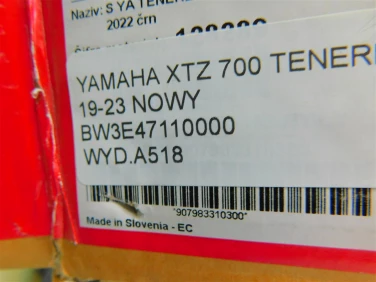 Naziv: S YA TENERE
2022 črn
YAMAHA XTZ 700 TENER
19-23 NOWY
BW3E47110000
WYD.A518
*907983310300*
Made in Slovenia - EC